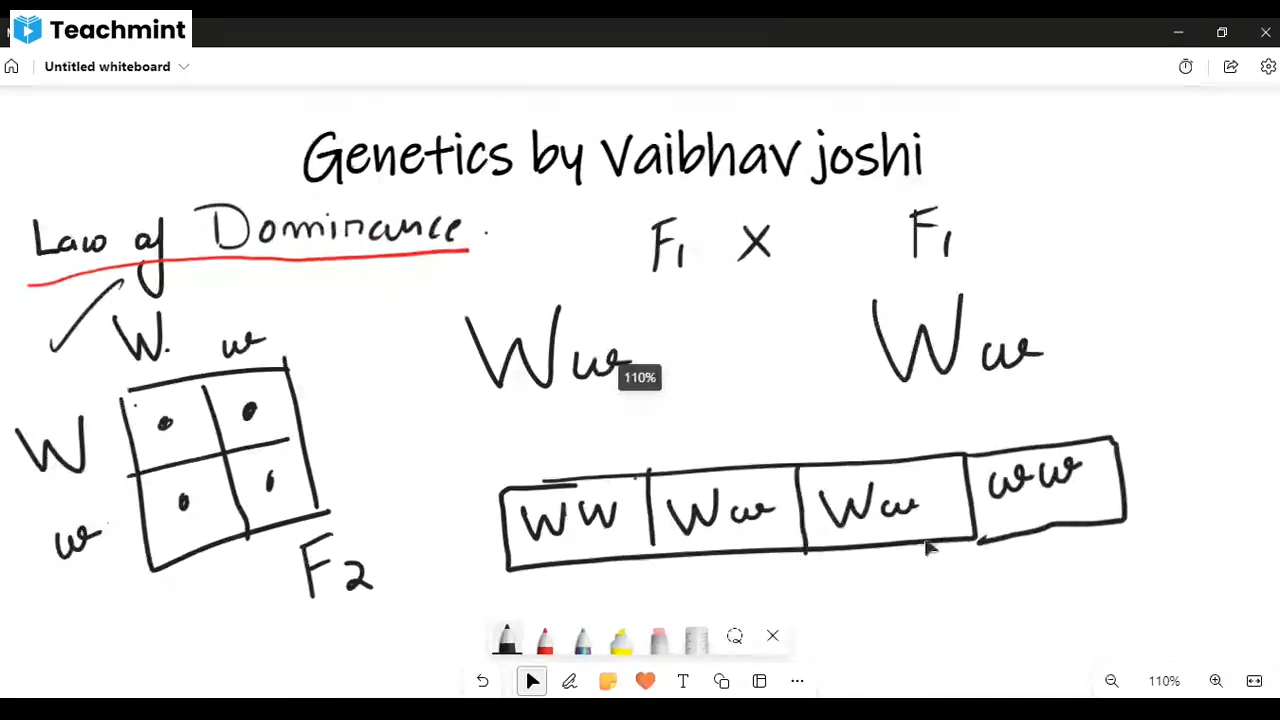 Teachmint
Untitled whiteboard
Genetics by Vaibhav joshi
Law of Dominance.
F1 X F1
W. w
Ww
Ww
110%
W
w
F2
WW Ww Ww ww
110%